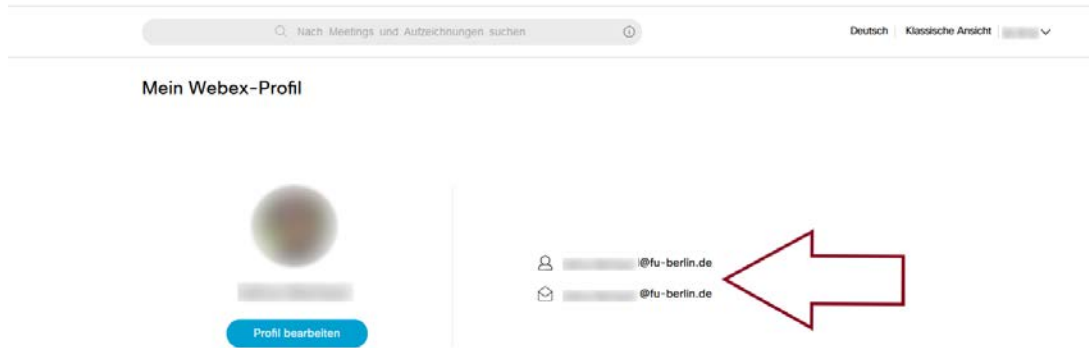 Nach Meetings und Aufzeichnungen suchen
Deutsch Klassische Ansicht
Mein Webex-Profil
@fu-berlin.de
@fu-berlin.de
Profil bearbeiten